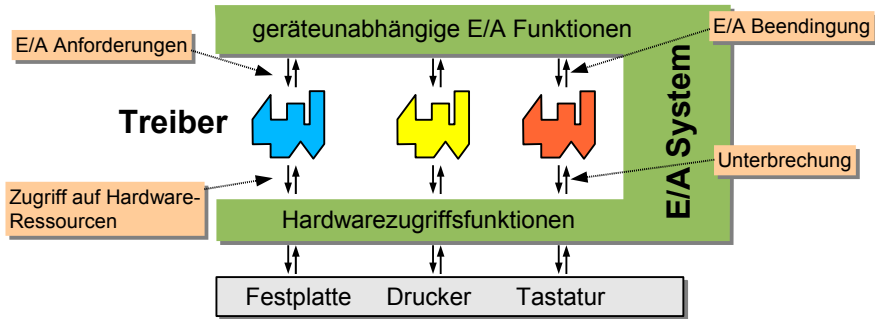 geräteunabhängige E/A Funktionen
E/A Anforderungen
E/A Beendingung
Treiber
E/A System
Unterbrechung
Zugriff auf Hardware-
Ressourcen
Hardwarezugriffsfunktionen
Festplatte Drucker Tastatur